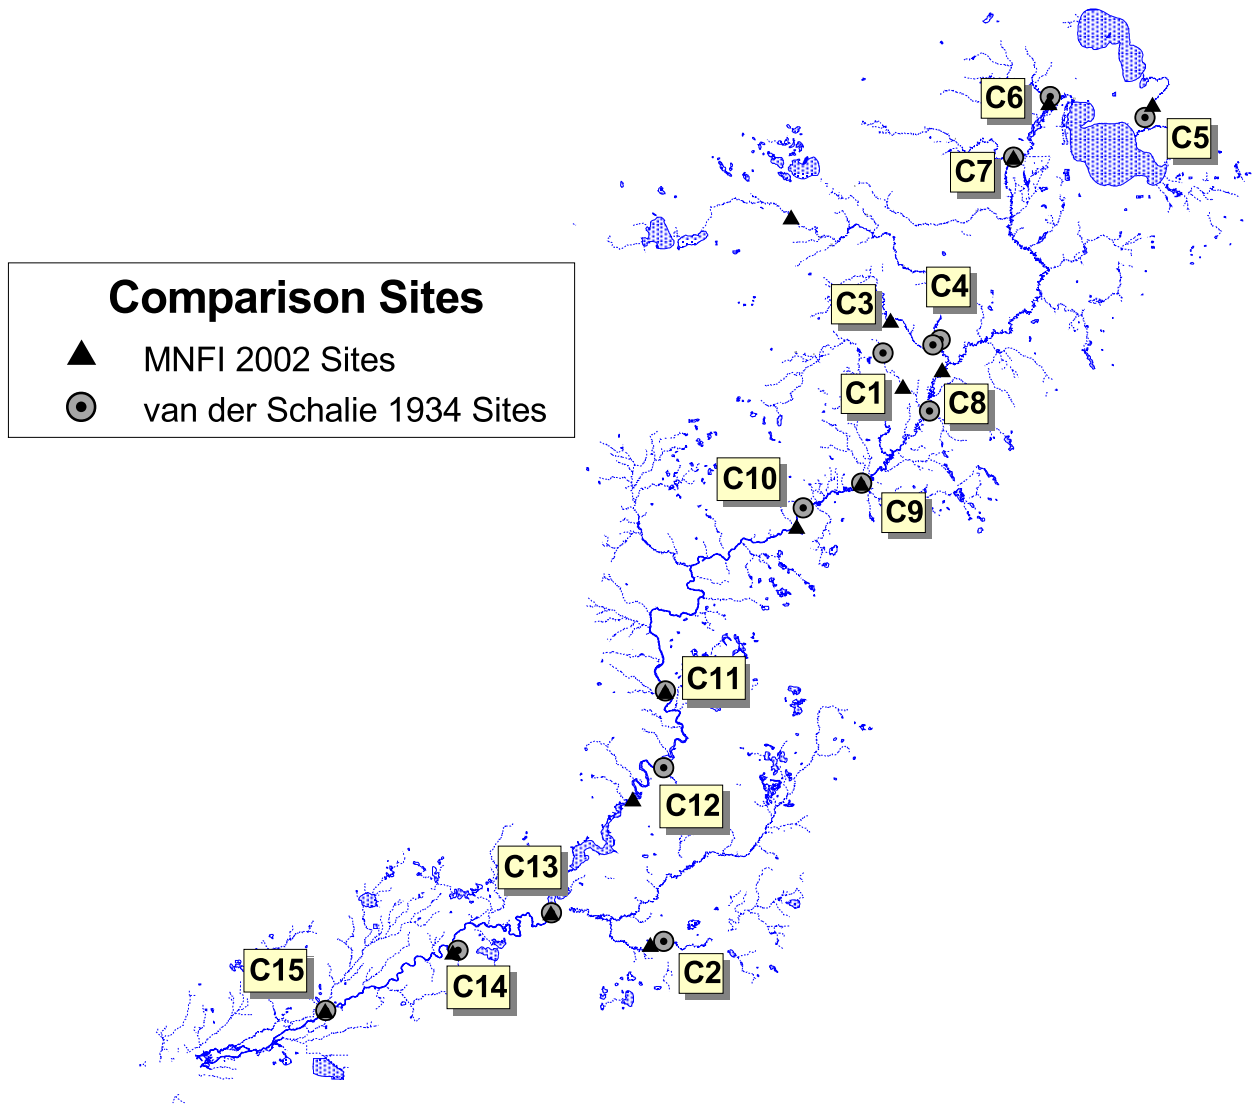 C6
C5
C7
C4
Comparison Sites
C3
MNFI 2002 Sites
C1
C8
van der Schalie 1934 Sites
C10
C9
C11
C12
C13
C15
C2
C14